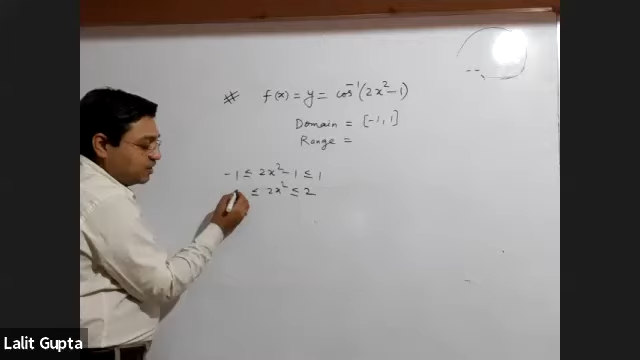 # f(x) = y = cos⁻¹(2x²-1)
Domain = [-1, 1]
Range =
-1 ≤ 2x²-1 ≤ 1
≤ 2x² ≤ 2
Lalit Gupta